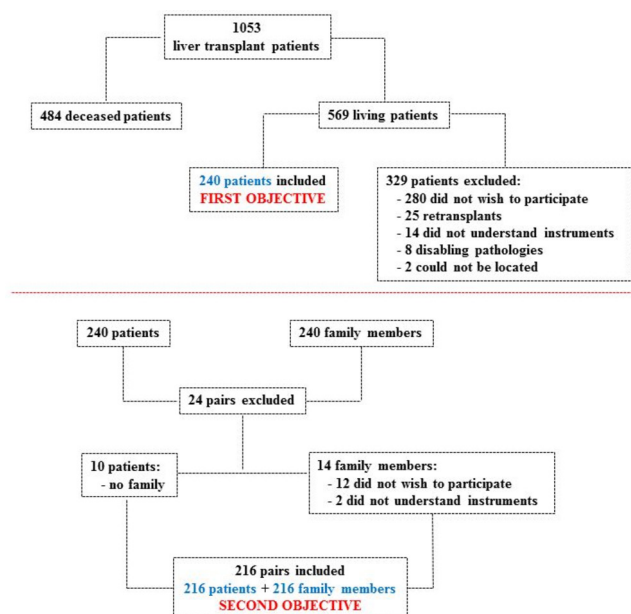 1053
liver transplant patients
484 deceased patients
569 living patients
240 patients included
FIRST OBJECTIVE
329 patients excluded:
- 280 did not wish to participate
- 25 retransplants
- 14 did not understand instruments
- 8 disabling pathologies
- 2 could not be located
240 patients
240 family members
24 pairs excluded
10 patients:
- no family
14 family members:
- 12 did not wish to participate
- 2 did not understand instruments
216 pairs included
216 patients + 216 family members
SECOND OBJECTIVE